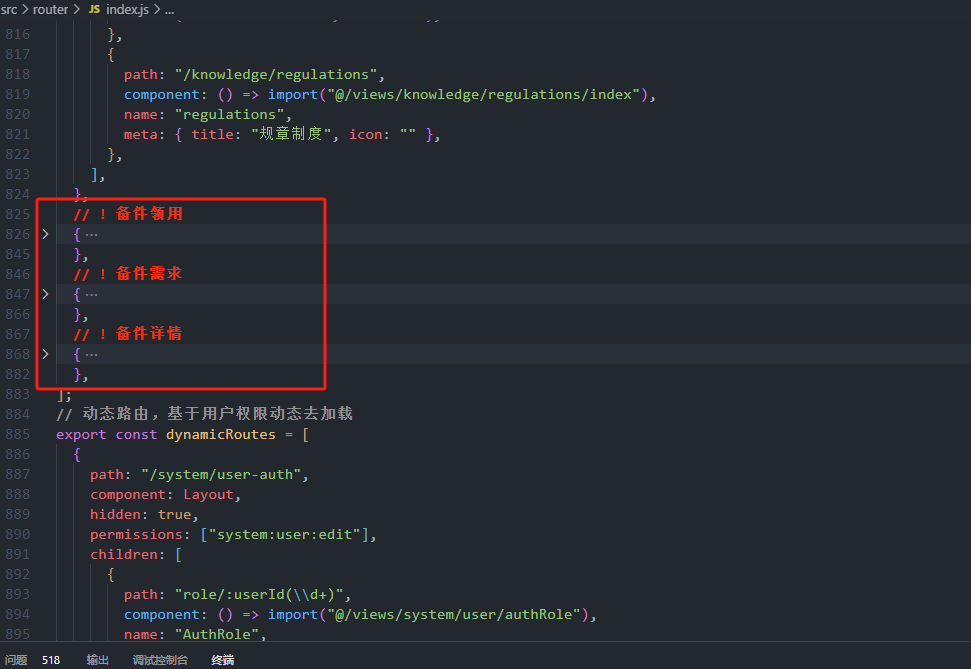 src > router > JS index.js > ...
816 },
817 {
818 path: "/knowledge/regulations",
819 component: () => import("@/views/knowledge/regulations/index"),
820 name: "regulations",
821 meta: { title: "规章制度", icon: "" },
822 },
823 ],
824 },
825 // ! 备件领用
826 > { ...
845 },
846 // ! 备件需求
847 > { ...
866 },
867 // ! 备件详情
868 > { ...
882 },
883 ];
884 // 动态路由，基于用户权限动态去加载
885 export const dynamicRoutes = [
886 {
887 path: "/system/user-auth",
888 component: Layout,
889 hidden: true,
890 permissions: ["system:user:edit"],
891 children: [
892 {
893 path: "role/:userId(\\d+)",
894 component: () => import("@/views/system/user/authRole"),
895 name: "AuthRole",
问题 518 输出 调试控制台 终端